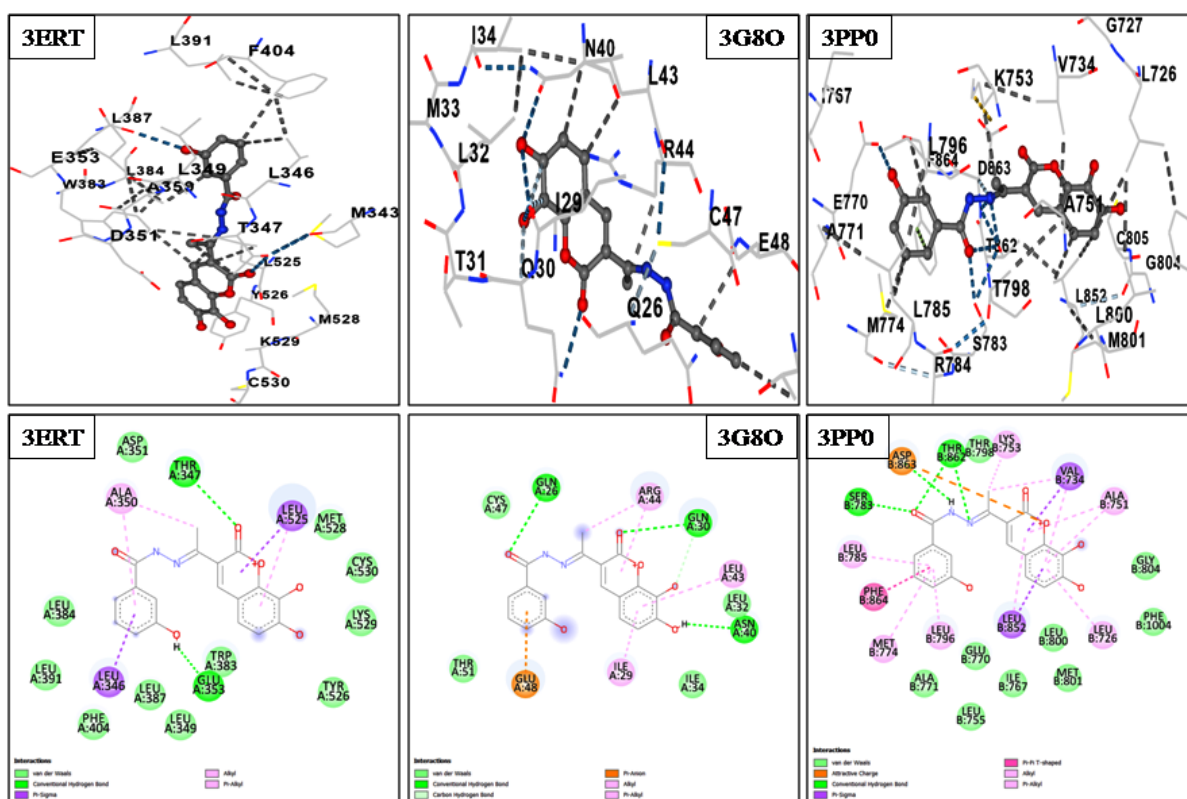 3ERT
L391
F404
L387
E353
L384
L349
W383
A359
L346
D351
T347
M343
L525
Y526
M528
K529
C530
3G8O
I34
N40
L43
M33
L32
R44
I29
C47
T31
Q30
E48
Q26
3PP0
G727
V734
L726
K753
I767
L796
F864
D863
E770
A751
A771
T862
C805
G804
T798
L852
L785
L800
M774
S783
M801
R784
3ERT
ASP
A:351
THR
A:347
ALA
A:350
LEU
A:525
MET
A:528
CYS
A:530
LEU
A:384
LYS
A:529
TRP
A:383
LEU
A:391
GLU
A:353
LEU
A:346
LEU
A:387
TYR
A:526
PHE
A:404
LEU
A:349
O
N
N
O
O
O
O
O
H
Interactions
van der Waals
Conventional Hydrogen Bond
Pi-Sigma
Alkyl
Pi-Alkyl
3G8O
CYS
A:47
GLN
A:26
ARG
A:44
GLN
A:30
LEU
A:43
LEU
A:32
ASN
A:40
THR
A:51
GLU
A:48
ILE
A:29
ILE
A:34
O
N
N
O
O
O
O
O
H
Interactions
van der Waals
Conventional Hydrogen Bond
Carbon Hydrogen Bond
Pi-Anion
Alkyl
Pi-Alkyl
3PP0
ASP
B:863
THR
B:862
THR
B:798
LYS
B:753
VAL
B:734
SER
B:783
ALA
B:751
LEU
B:785
GLY
B:804
PHE
B:864
PHE
B:1004
MET
B:774
LEU
B:796
LEU
B:852
LEU
B:800
LEU
B:726
GLU
B:770
ALA
B:771
ILE
B:767
MET
B:801
LEU
B:755
H
O
N
N
O
O
O
O
O
Interactions
van der Waals
Attractive Charge
Conventional Hydrogen Bond
Pi-Sigma
Pi-Pi T-shaped
Alkyl
Pi-Alkyl